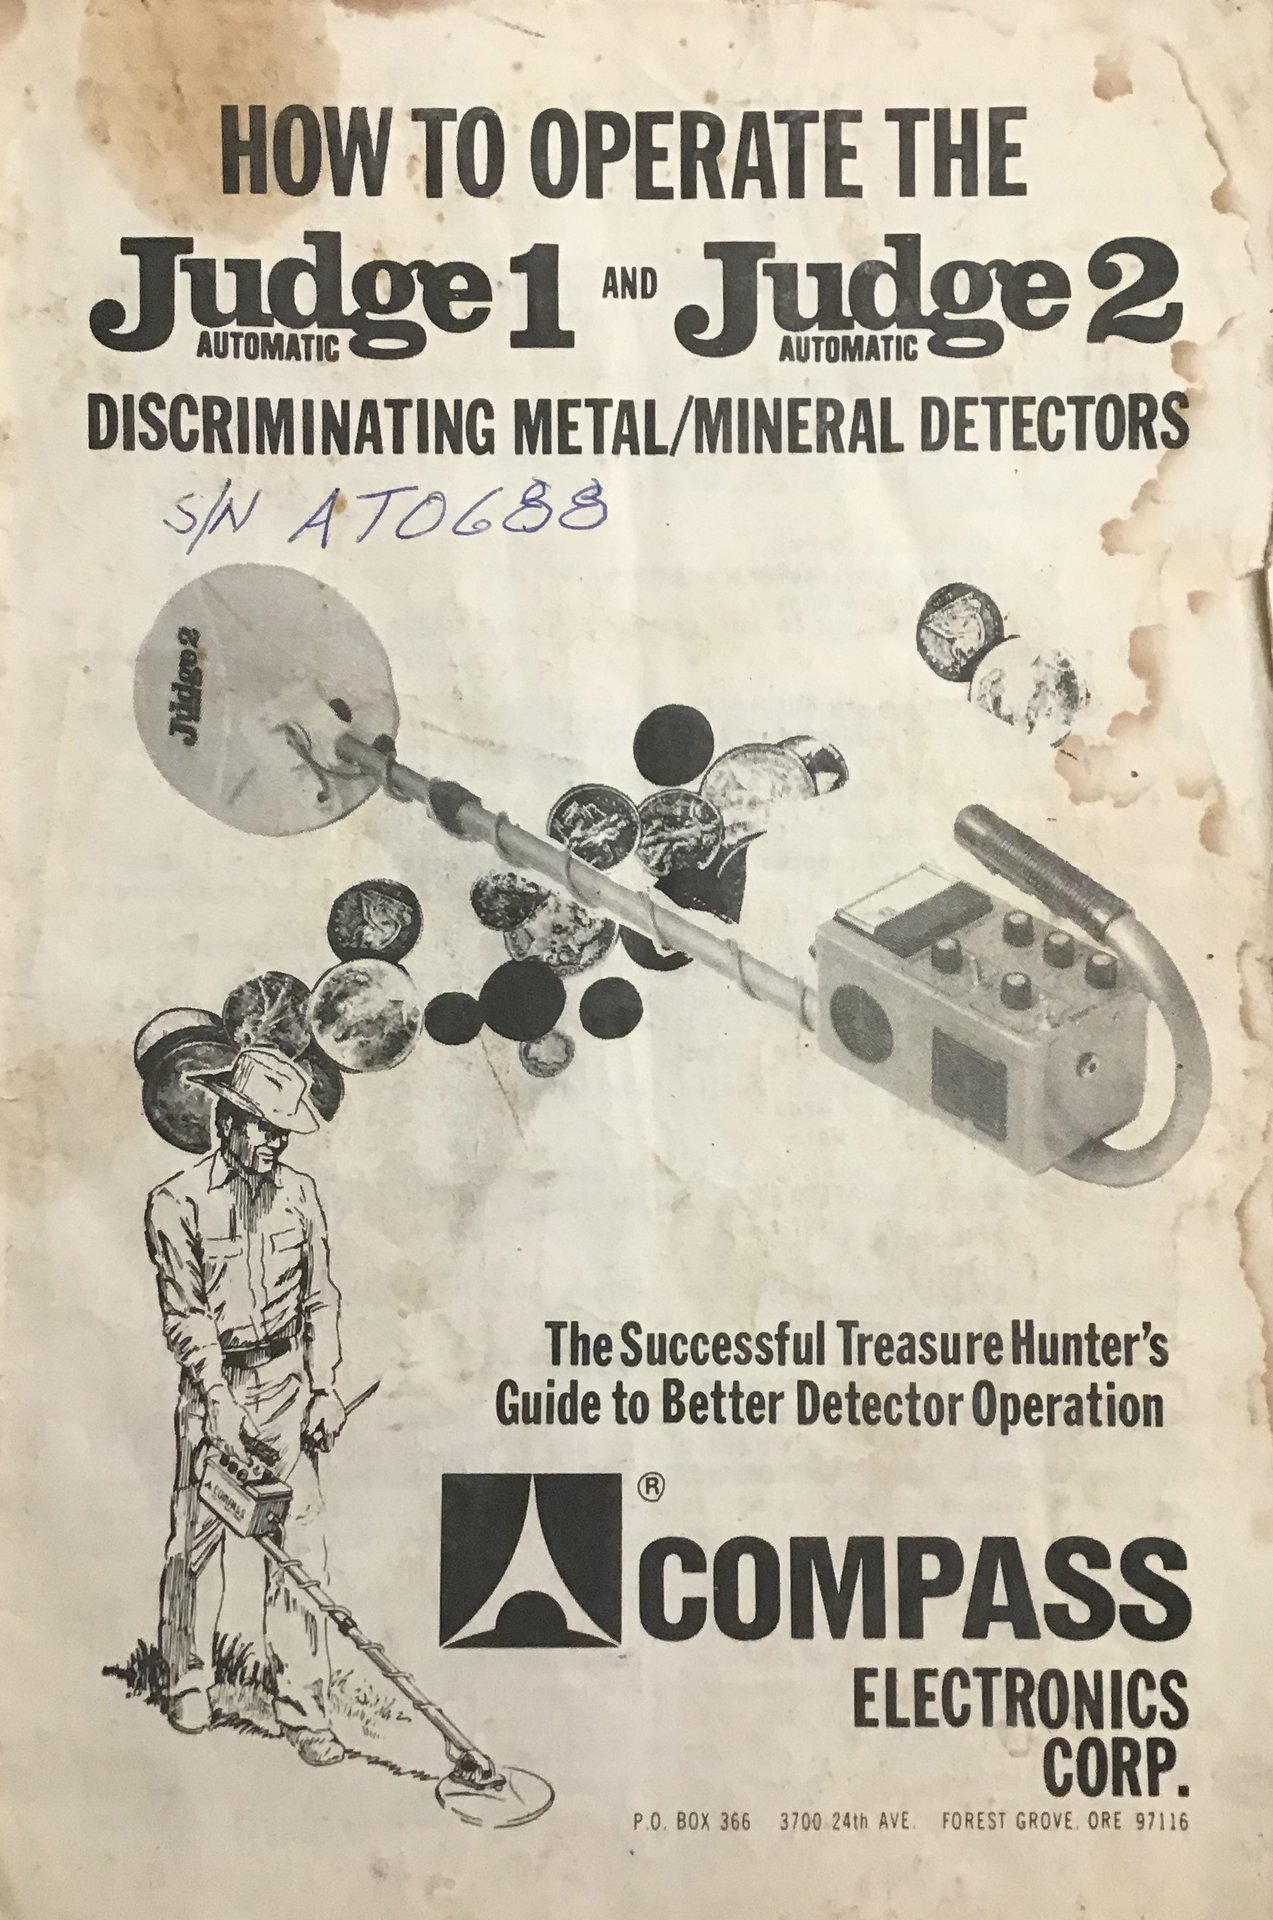 HOW TO OPERATE THE
Judge 1 AND Judge 2
AUTOMATIC AUTOMATIC
DISCRIMINATING METAL/MINERAL DETECTORS
S/N AT0688
Judge 2
The Successful Treasure Hunter's
Guide to Better Detector Operation
COMPASS
®
COMPASS
ELECTRONICS
CORP.
P.O. BOX 366 3700 24th AVE. FOREST GROVE, ORE 97116